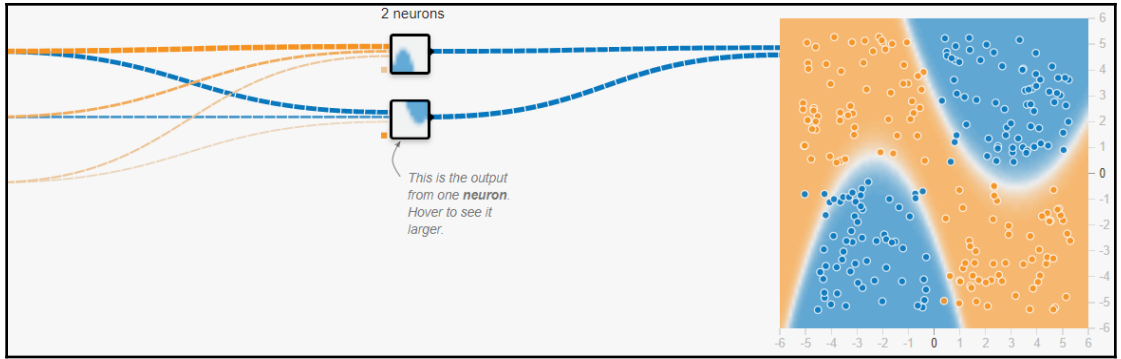 2 neurons
This is the output
from one neuron.
Hover to see it
larger.
6
5
4
3
2
1
0
-1
-2
-3
-4
-5
-6
-6 -5 -4 -3 -2 -1 0 1 2 3 4 5 6